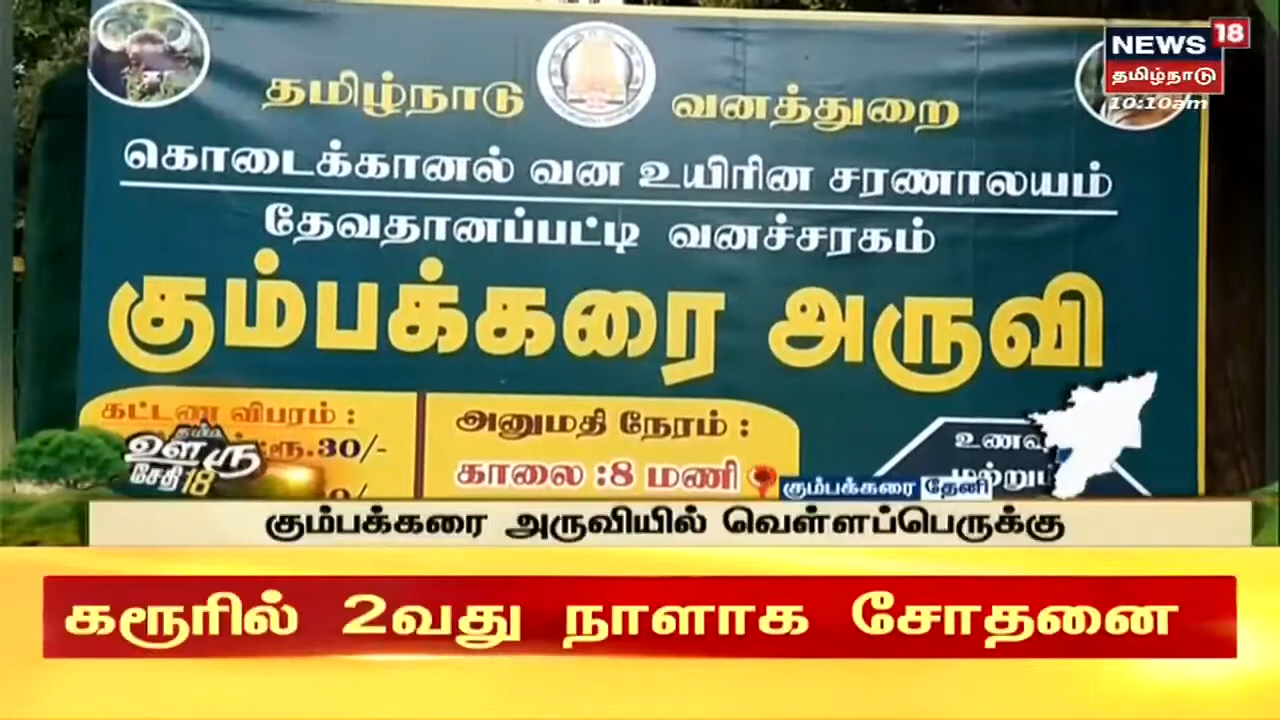 NEWS 18
தமிழ்நாடு
10:10am
தமிழ்நாடு வனத்துறை
கொடைக்கானல் வன உயிரின சரணாலயம்
தேவதானப்பட்டி வனச்சரகம்
கும்பக்கரை அருவி
கட்டண விபரம் :
ரூ.30/-
அனுமதி நேரம் :
காலை :8 மணி
சேதி 18
கும்பக்கரை தேனி
கும்பக்கரை அருவியில் வெள்ளப்பெருக்கு
கரூரில் 2வது நாளாக சோதனை